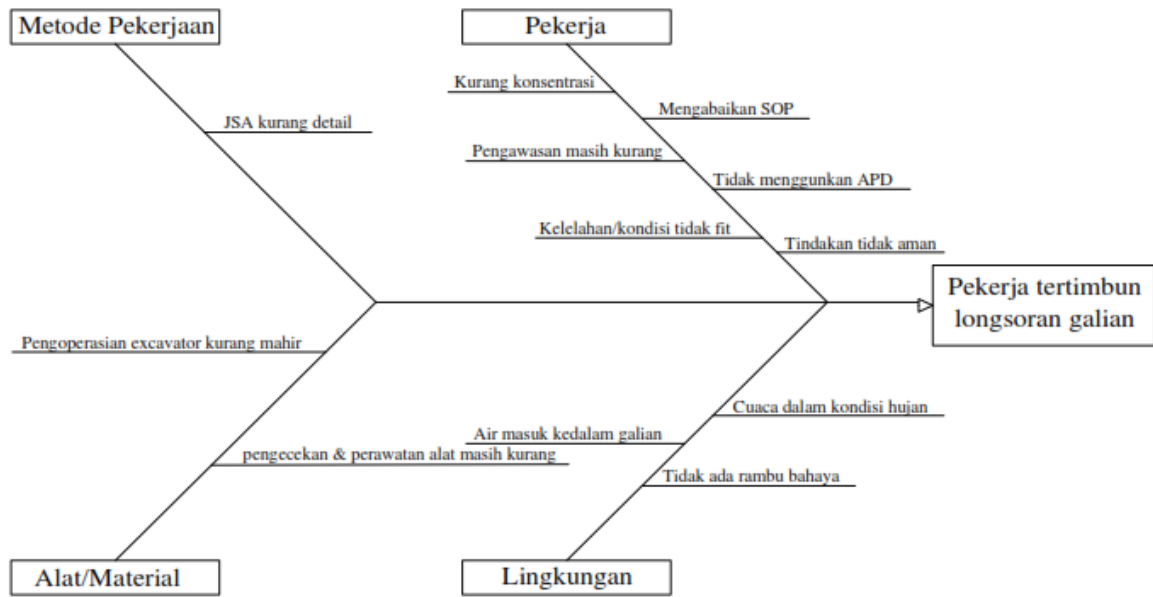 Metode Pekerjaan
Pekerja
Kurang konsentrasi
Mengabaikan SOP
JSA kurang detail
Pengawasan masih kurang
Tidak menggunkan APD
Kelelahan/kondisi tidak fit
Tindakan tidak aman
Pekerja tertimbun
longsoran galian
Pengoperasian excavator kurang mahir
Cuaca dalam kondisi hujan
Air masuk kedalam galian
pengecekan & perawatan alat masih kurang
Tidak ada rambu bahaya
Alat/Material
Lingkungan